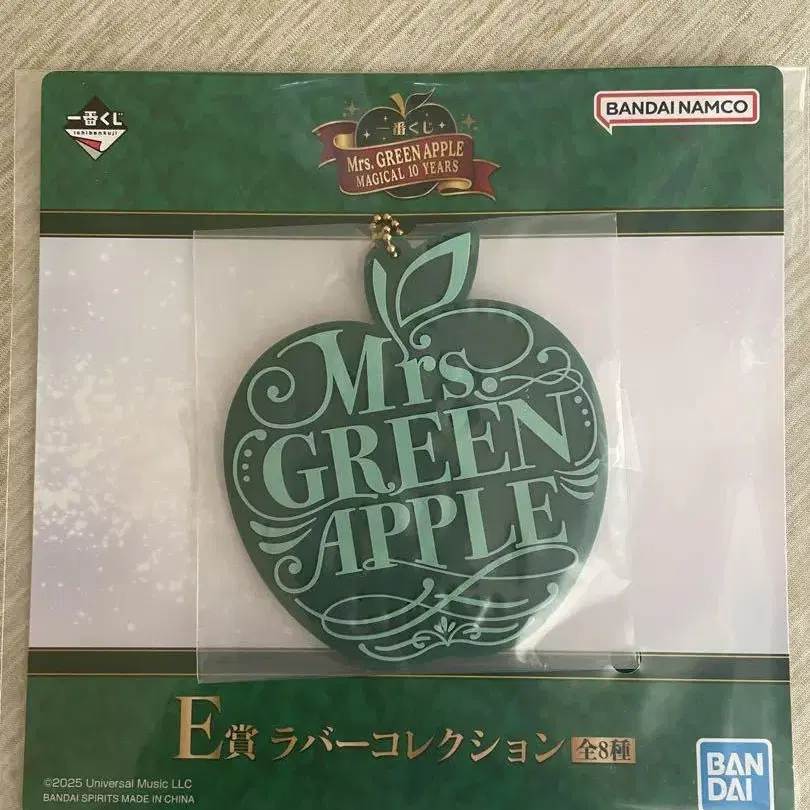 一番くじ
ichibankuji
一番くじ
Mrs. GREEN APPLE
MAGICAL 10 YEARS
BANDAI NAMCO
Mrs.
GREEN
APPLE
E賞 ラバーコレクション 全8種
©2025 Universal Music LLC
BANDAI SPIRITS MADE IN CHINA
BAN
DAI